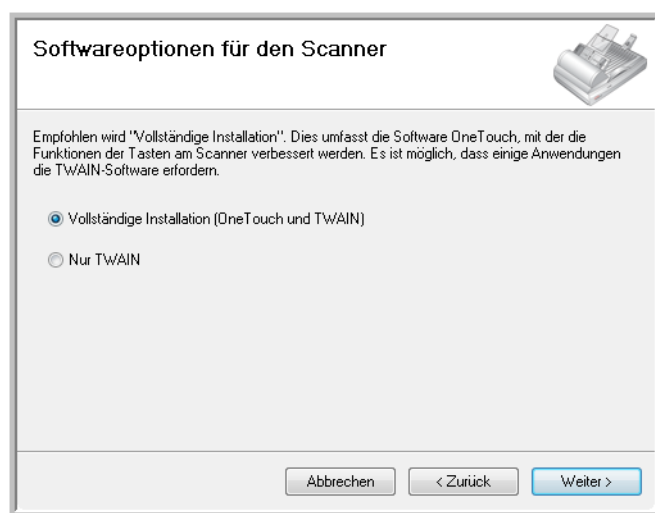 Softwareoptionen für den Scanner
Empfohlen wird "Vollständige Installation". Dies umfasst die Software OneTouch, mit der die
Funktionen der Tasten am Scanner verbessert werden. Es ist möglich, dass einige Anwendungen
die TWAIN-Software erfordern.
Vollständige Installation (OneTouch und TWAIN)
Nur TWAIN
Abbrechen < Zurück Weiter >